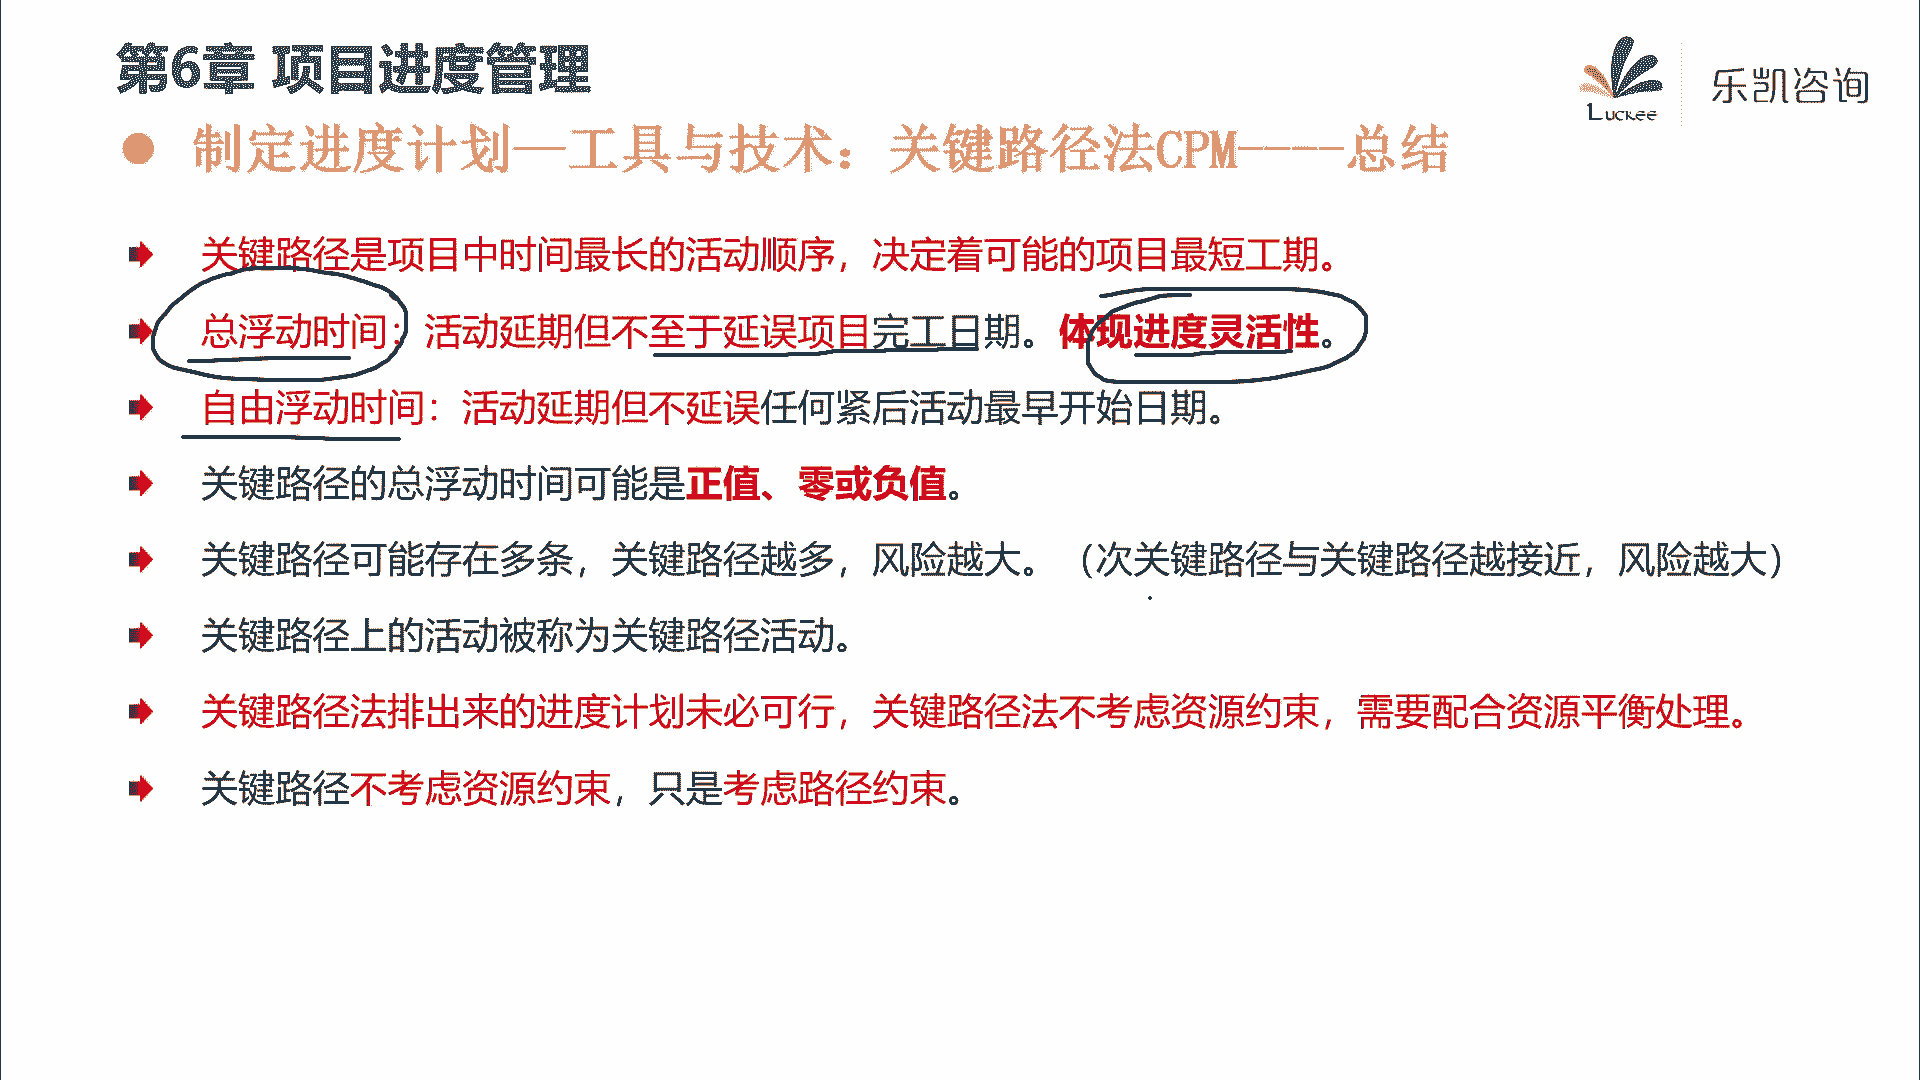 第6章 项目进度管理
Luckee
乐凯咨询
制定进度计划—工具与技术：关键路径法CPM----总结
关键路径是项目中时间最长的活动顺序，决定着可能的项目最短工期。
总浮动时间：活动延期但不至于延误项目完工日期。体现进度灵活性。
自由浮动时间：活动延期但不延误任何紧后活动最早开始日期。
关键路径的总浮动时间可能是正值、零或负值。
关键路径可能存在多条，关键路径越多，风险越大。（次关键路径与关键路径越接近，风险越大）
关键路径上的活动被称为关键路径活动。
关键路径法排出来的进度计划未必可行，关键路径法不考虑资源约束，需要配合资源平衡处理。
关键路径不考虑资源约束，只是考虑路径约束。